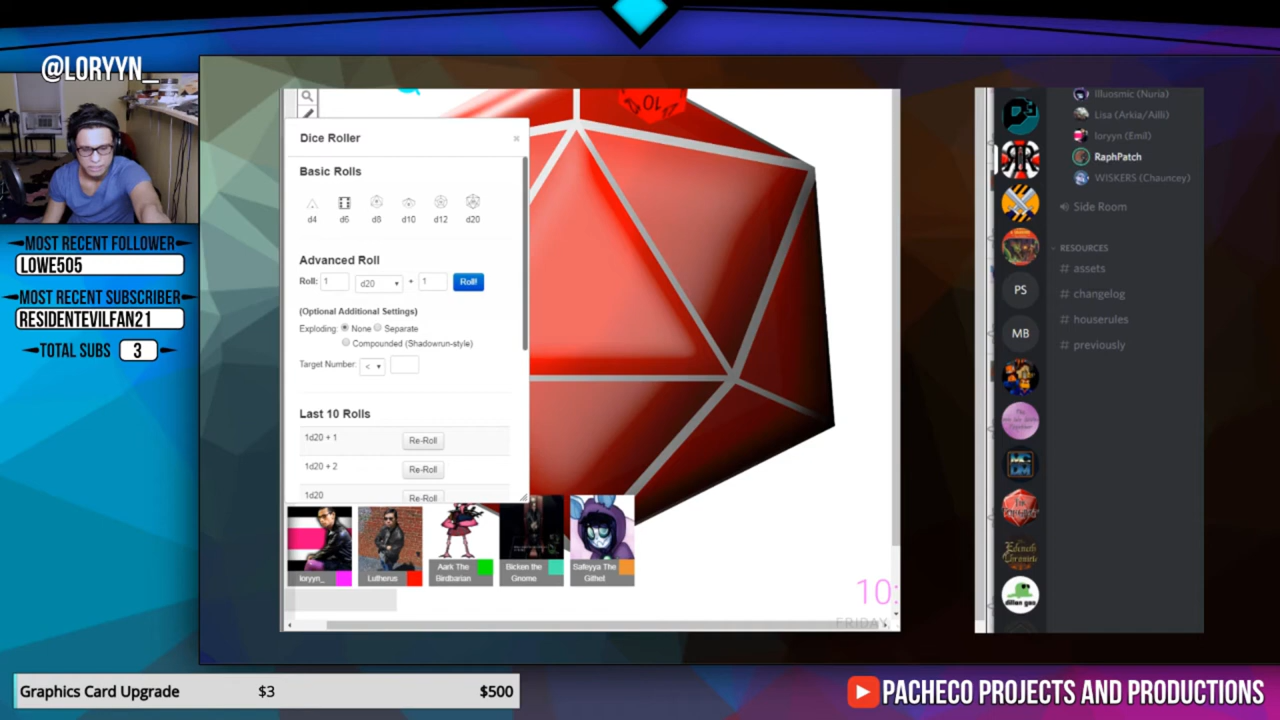 @LORYYN_
MOST RECENT FOLLOWER
LOWE505
MOST RECENT SUBSCRIBER
RESIDENTEVILFAN21
TOTAL SUBS 3
10
Dice Roller ×
Basic Rolls
d4 d6 d8 d10 d12 d20
Advanced Roll
Roll: 1 d20 + 1 Roll!
(Optional Additional Settings)
Exploding: None Separate
Compounded (Shadowrun-style)
Target Number: <
Last 10 Rolls
1d20 + 1 Re-Roll
1d20 + 2 Re-Roll
1d20 Re-Roll
loryyn_
Lutherus
Aark The
Birdbarian
Bicken the
Gnome
Safeyya The
Githet
10:
FRIDAY,
Illuosmic (Nuria)
Lisa (Arkia/Ailli)
loryyn (Emil)
RaphPatch
WISKERS (Chauncey)
Side Room
RESOURCES
# assets
# changelog
# houserules
# previously
PS
MB
Graphics Card Upgrade $3 $500
PACHECO PROJECTS AND PRODUCTIONS